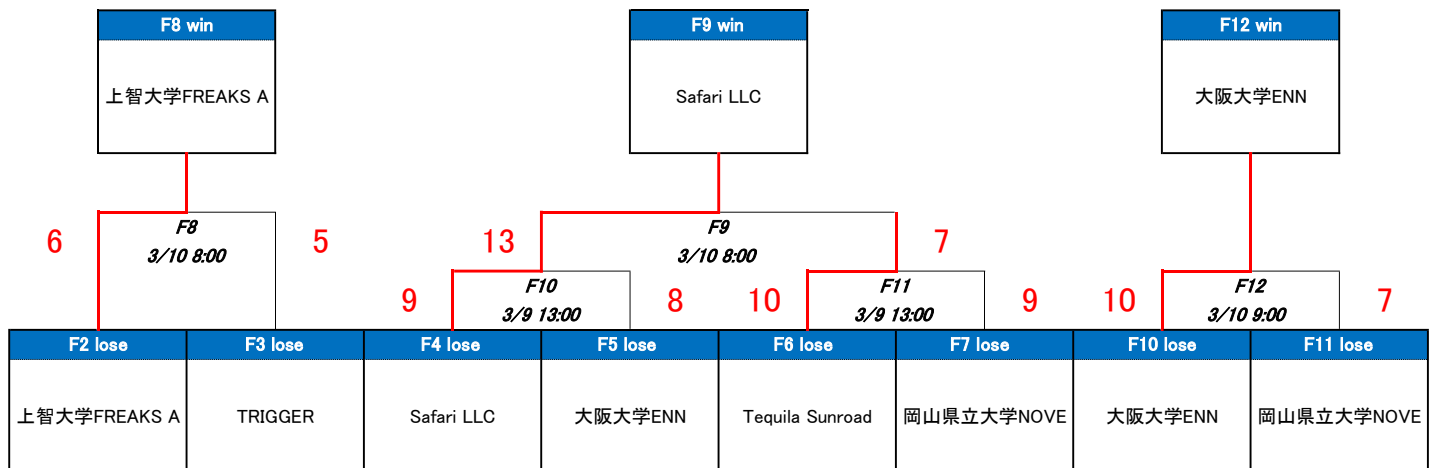 F8 win
F9 win
F12 win
上智大学FREAKS A
Safari LLC
大阪大学ENN
6
F8
3/10 8:00
5
13
F9
3/10 8:00
7
9
F10
3/9 13:00
8
10
F11
3/9 13:00
9
10
F12
3/10 9:00
7
F2 lose
F3 lose
F4 lose
F5 lose
F6 lose
F7 lose
F10 lose
F11 lose
上智大学FREAKS A
TRIGGER
Safari LLC
大阪大学ENN
Tequila Sunroad
岡山県立大学NOVE
大阪大学ENN
岡山県立大学NOVE